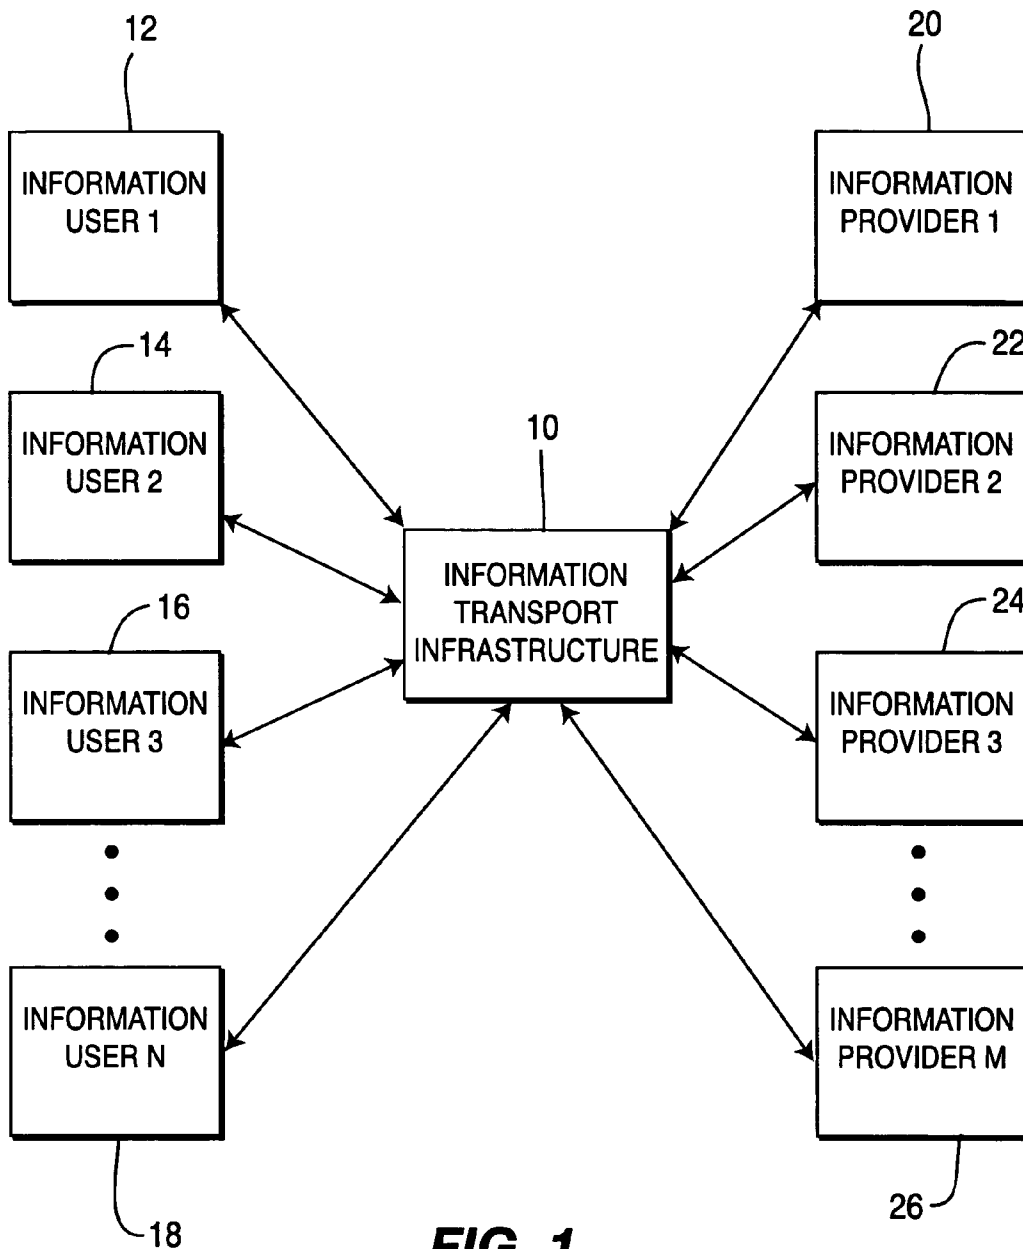 12
20
INFORMATION
USER 1
INFORMATION
PROVIDER 1
14
22
INFORMATION
USER 2
10
INFORMATION
PROVIDER 2
INFORMATION
TRANSPORT
INFRASTRUCTURE
16
24
INFORMATION
USER 3
INFORMATION
PROVIDER 3
INFORMATION
USER N
INFORMATION
PROVIDER M
18
26
FIG. 1